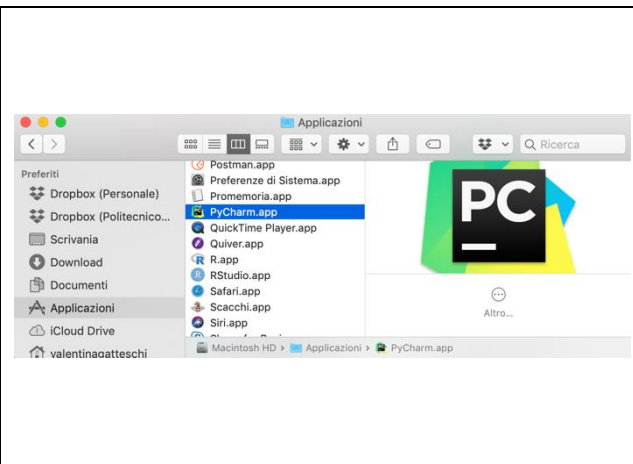 Applicazioni
Ricerca
Preferiti
Dropbox (Personale)
Dropbox (Politecnico...
Scrivania
Download
Documenti
Applicazioni
iCloud Drive
valentinagatteschi
Postman.app
Preferenze di Sistema.app
Promemoria.app
PyCharm.app
QuickTime Player.app
Quiver.app
R.app
RStudio.app
Safari.app
Scacchi.app
Siri.app
PC
Altro...
Macintosh HD › Applicazioni › PyCharm.app